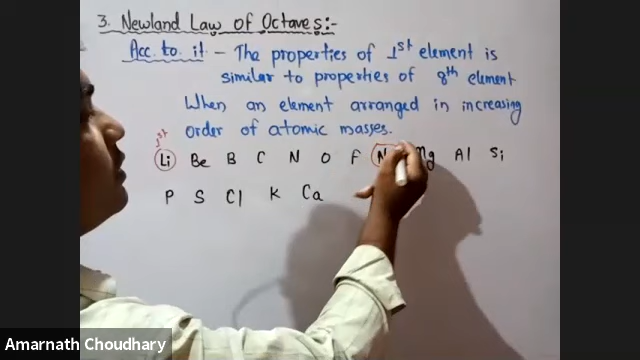 3. Newland Law of Octaves:-
Acc. to it - The properties of 1st element is
similar to properties of 8th element
When an element arranged in increasing
order of atomic masses.
1st
Li Be B C N O F Al Si
P S Cl K Ca
Amarnath Choudhary